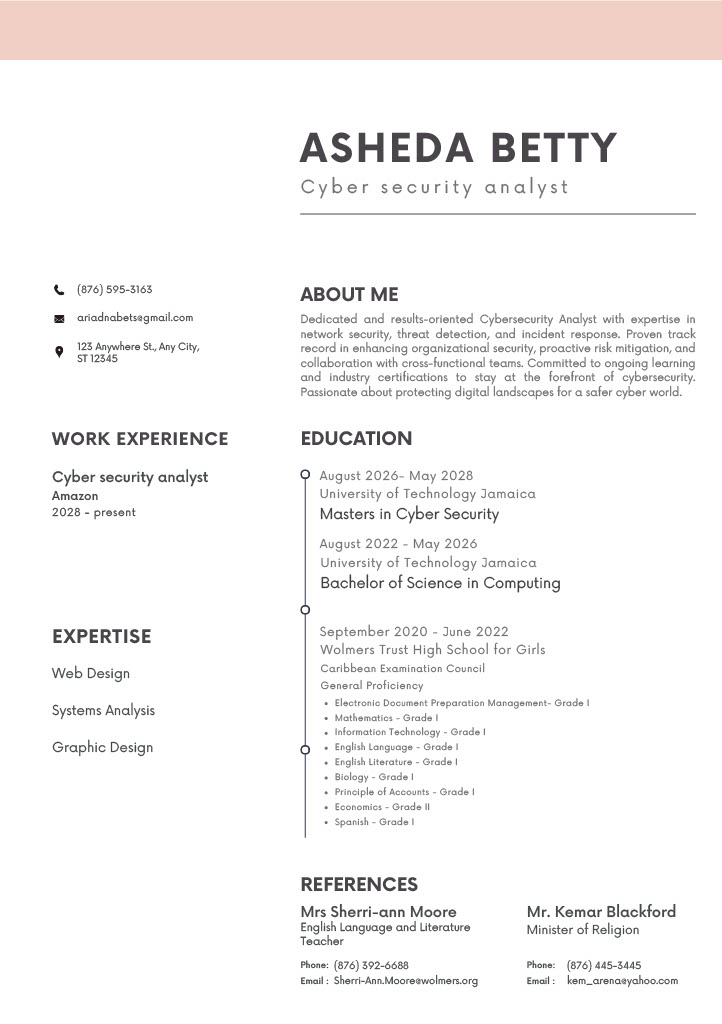 ASHEDA BETTY
Cyber security analyst
(876) 595-3163
ariadnabets@gmail.com
123 Anywhere St., Any City,
ST 12345
ABOUT ME
Dedicated and results-oriented Cybersecurity Analyst with expertise in
network security, threat detection, and incident response. Proven track
record in enhancing organizational security, proactive risk mitigation, and
collaboration with cross-functional teams. Committed to ongoing learning
and industry certifications to stay at the forefront of cybersecurity.
Passionate about protecting digital landscapes for a safer cyber world.
WORK EXPERIENCE
Cyber security analyst
Amazon
2028 - present
EXPERTISE
Web Design
Systems Analysis
Graphic Design
EDUCATION
August 2026- May 2028
University of Technology Jamaica
Masters in Cyber Security
August 2022 - May 2026
University of Technology Jamaica
Bachelor of Science in Computing
September 2020 - June 2022
Wolmers Trust High School for Girls
Caribbean Examination Council
General Proficiency
• Electronic Document Preparation Management- Grade I
• Mathematics - Grade I
• Information Technology - Grade I
• English Language - Grade I
• English Literature - Grade I
• Biology - Grade I
• Principle of Accounts - Grade I
• Economics - Grade II
• Spanish - Grade I
REFERENCES
Mrs Sherri-ann Moore
English Language and Literature
Teacher
Phone: (876) 392-6688
Email : Sherri-Ann.Moore@wolmers.org
Mr. Kemar Blackford
Minister of Religion
Phone: (876) 445-3445
Email : kem_arena@yahoo.com